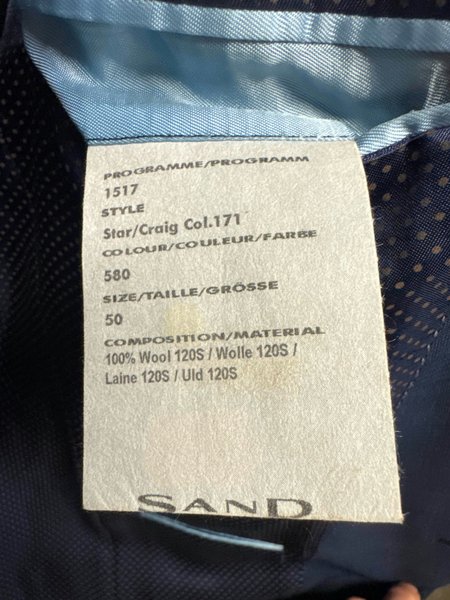 PROGRAMME/PROGRAMM
1517
STYLE
Star/Craig Col.171
COLOUR/COULEUR/FARBE
580
SIZE/TAILLE/GRÖSSE
50
COMPOSITION/MATERIAL
100% Wool 120S / Wolle 120S /
Laine 120S / Uld 120S
SAND